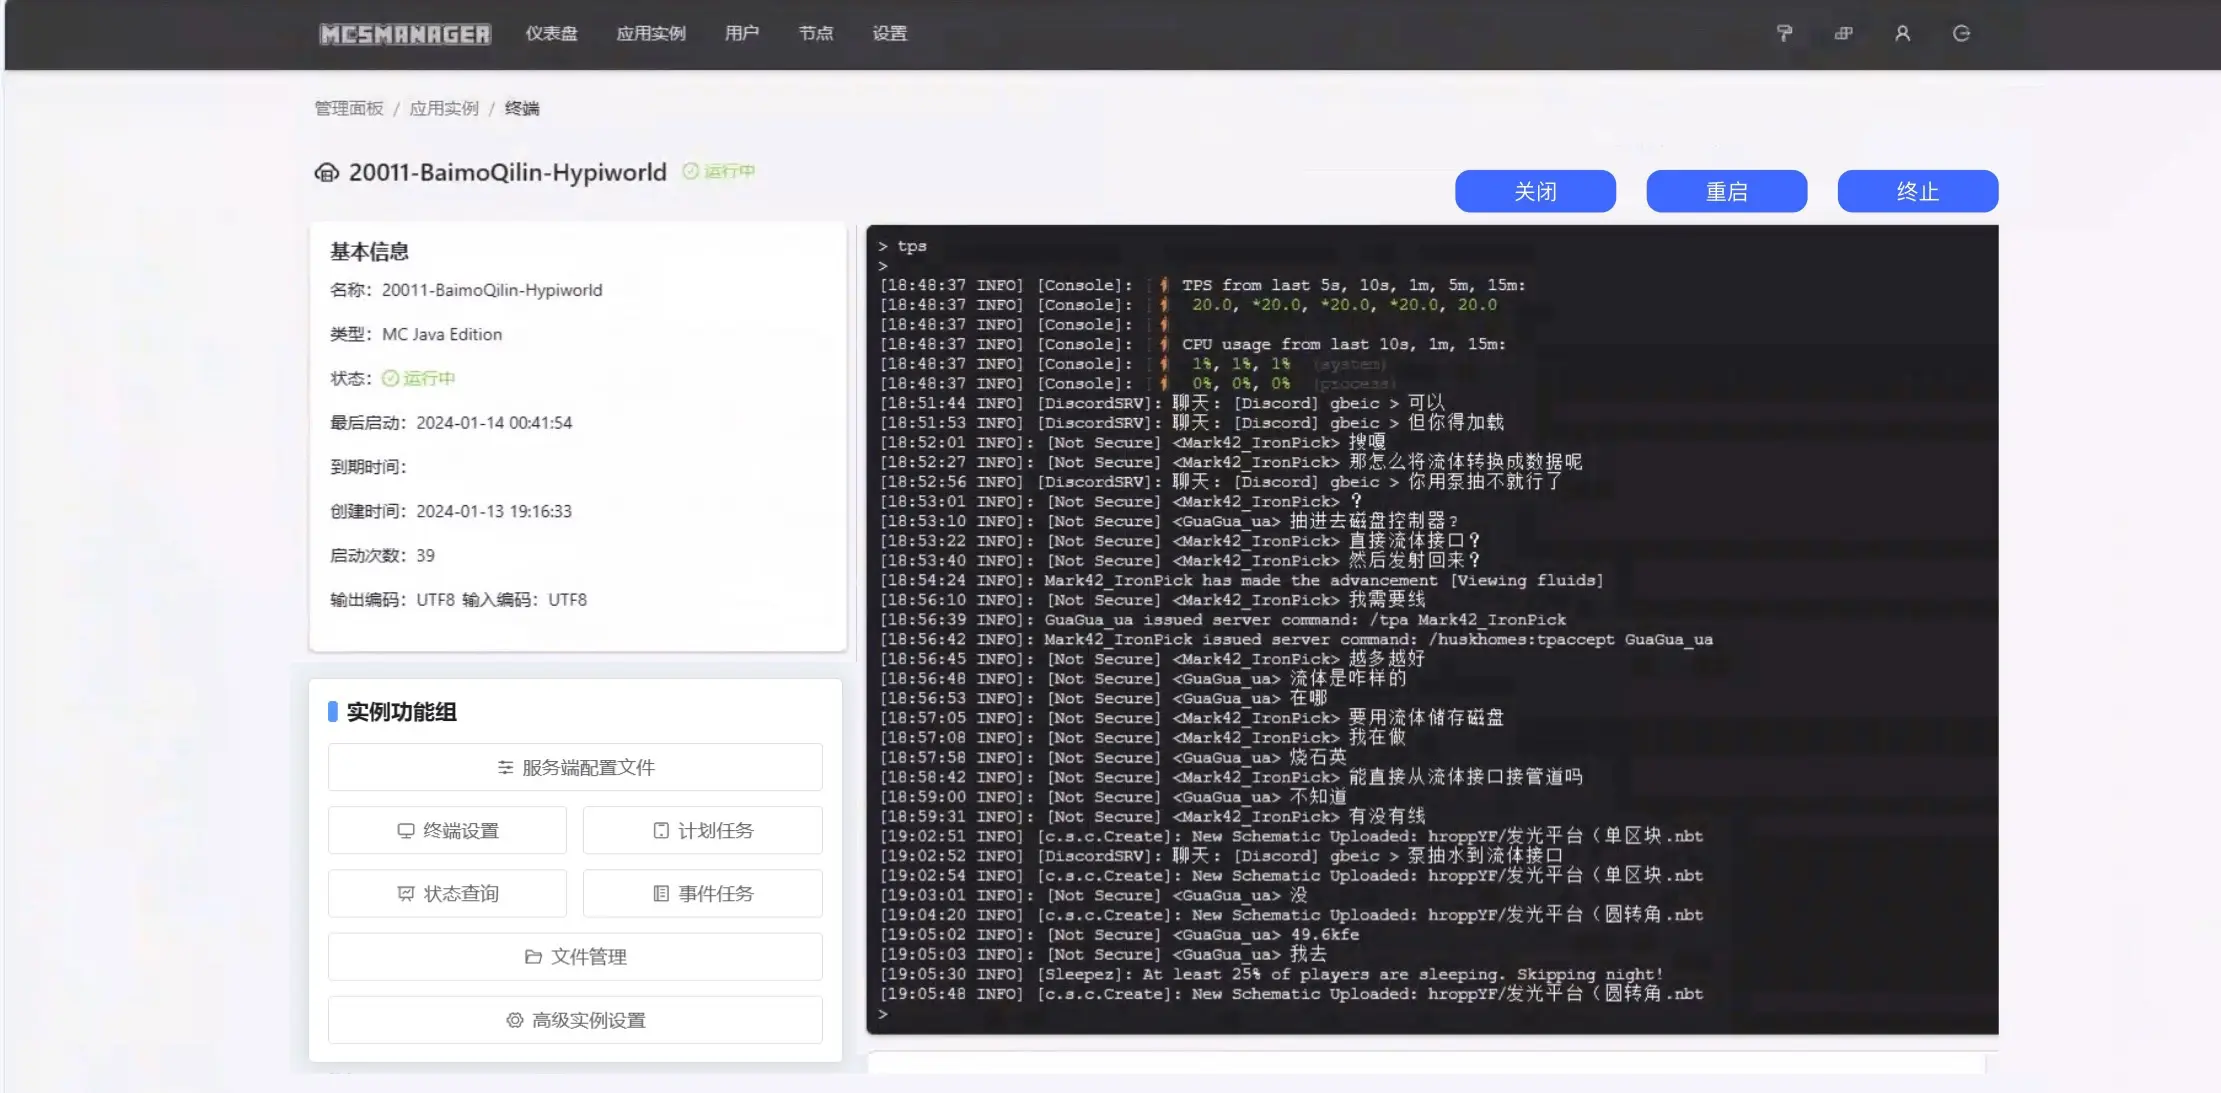 MCSMANAGER 仪表盘 应用实例 用户 节点 设置
管理面板 / 应用实例 / 终端
20011-BaimoQilin-Hypiworld 运行中
关闭 重启 终止
基本信息
名称：20011-BaimoQilin-Hypiworld
类型：MC Java Edition
状态：运行中
最后启动：2024-01-14 00:41:54
到期时间：
创建时间：2024-01-13 19:16:33
启动次数：39
输出编码：UTF8 输入编码：UTF8
实例功能组
服务端配置文件
终端设置 计划任务
状态查询 事件任务
文件管理
高级实例设置
> tps
>
[18:48:37 INFO] [Console]: TPS from last 5s, 10s, 1m, 5m, 15m:
[18:48:37 INFO] [Console]: 20.0, *20.0, *20.0, *20.0, 20.0
[18:48:37 INFO] [Console]:
[18:48:37 INFO] [Console]: CPU usage from last 10s, 1m, 15m:
[18:48:37 INFO] [Console]: 1%, 1%, 1% (system)
[18:48:37 INFO] [Console]: 0%, 0%, 0% (process)
[18:51:44 INFO] [DiscordSRV]: 聊天: [Discord] gbeic > 可以
[18:51:53 INFO] [DiscordSRV]: 聊天: [Discord] gbeic > 但你得加载
[18:52:01 INFO]: [Not Secure] <Mark42_IronPick> 搜嘎
[18:52:27 INFO]: [Not Secure] <Mark42_IronPick> 那怎么将流体转换成数据呢
[18:52:56 INFO] [DiscordSRV]: 聊天: [Discord] gbeic > 你用泵抽不就行了
[18:53:01 INFO]: [Not Secure] <Mark42_IronPick> ？
[18:53:10 INFO]: [Not Secure] <GuaGua_ua> 抽进去磁盘控制器?
[18:53:22 INFO]: [Not Secure] <Mark42_IronPick> 直接流体接口？
[18:53:40 INFO]: [Not Secure] <Mark42_IronPick> 然后发射回来？
[18:54:24 INFO]: Mark42_IronPick has made the advancement [Viewing fluids]
[18:56:10 INFO]: [Not Secure] <Mark42_IronPick> 我需要线
[18:56:39 INFO]: GuaGua_ua issued server command: /tpa Mark42_IronPick
[18:56:42 INFO]: Mark42_IronPick issued server command: /huskhomes:tpaccept GuaGua_ua
[18:56:45 INFO]: [Not Secure] <Mark42_IronPick> 越多越好
[18:56:48 INFO]: [Not Secure] <GuaGua_ua> 流体是咋样的
[18:56:53 INFO]: [Not Secure] <GuaGua_ua> 在哪
[18:57:05 INFO]: [Not Secure] <Mark42_IronPick> 要用流体储存磁盘
[18:57:08 INFO]: [Not Secure] <Mark42_IronPick> 我在做
[18:57:58 INFO]: [Not Secure] <GuaGua_ua> 烧石英
[18:58:42 INFO]: [Not Secure] <Mark42_IronPick> 能直接从流体接口接管道吗
[18:59:00 INFO]: [Not Secure] <GuaGua_ua> 不知道
[18:59:31 INFO]: [Not Secure] <Mark42_IronPick> 有没有线
[19:02:51 INFO] [c.s.c.Create]: New Schematic Uploaded: hroppYF/发光平台（单区块.nbt
[19:02:52 INFO] [DiscordSRV]: 聊天: [Discord] gbeic > 泵抽水到流体接口
[19:02:54 INFO] [c.s.c.Create]: New Schematic Uploaded: hroppYF/发光平台（单区块.nbt
[19:03:01 INFO]: [Not Secure] <GuaGua_ua> 没
[19:04:20 INFO] [c.s.c.Create]: New Schematic Uploaded: hroppYF/发光平台（圆转角.nbt
[19:05:02 INFO]: [Not Secure] <GuaGua_ua> 49.6kfe
[19:05:03 INFO]: [Not Secure] <GuaGua_ua> 我去
[19:05:30 INFO] [Sleepez]: At least 25% of players are sleeping. Skipping night!
[19:05:48 INFO] [c.s.c.Create]: New Schematic Uploaded: hroppYF/发光平台（圆转角.nbt
>